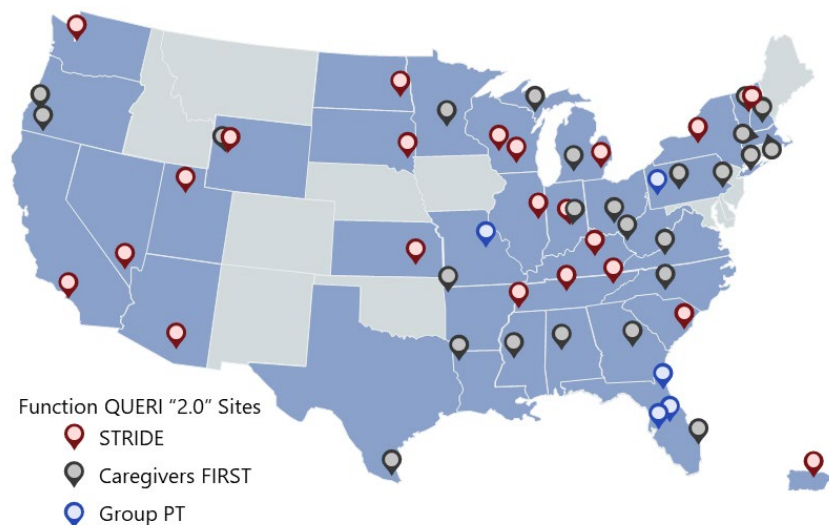 Function QUERI “2.0” Sites
STRIDE
Caregivers FIRST
Group PT